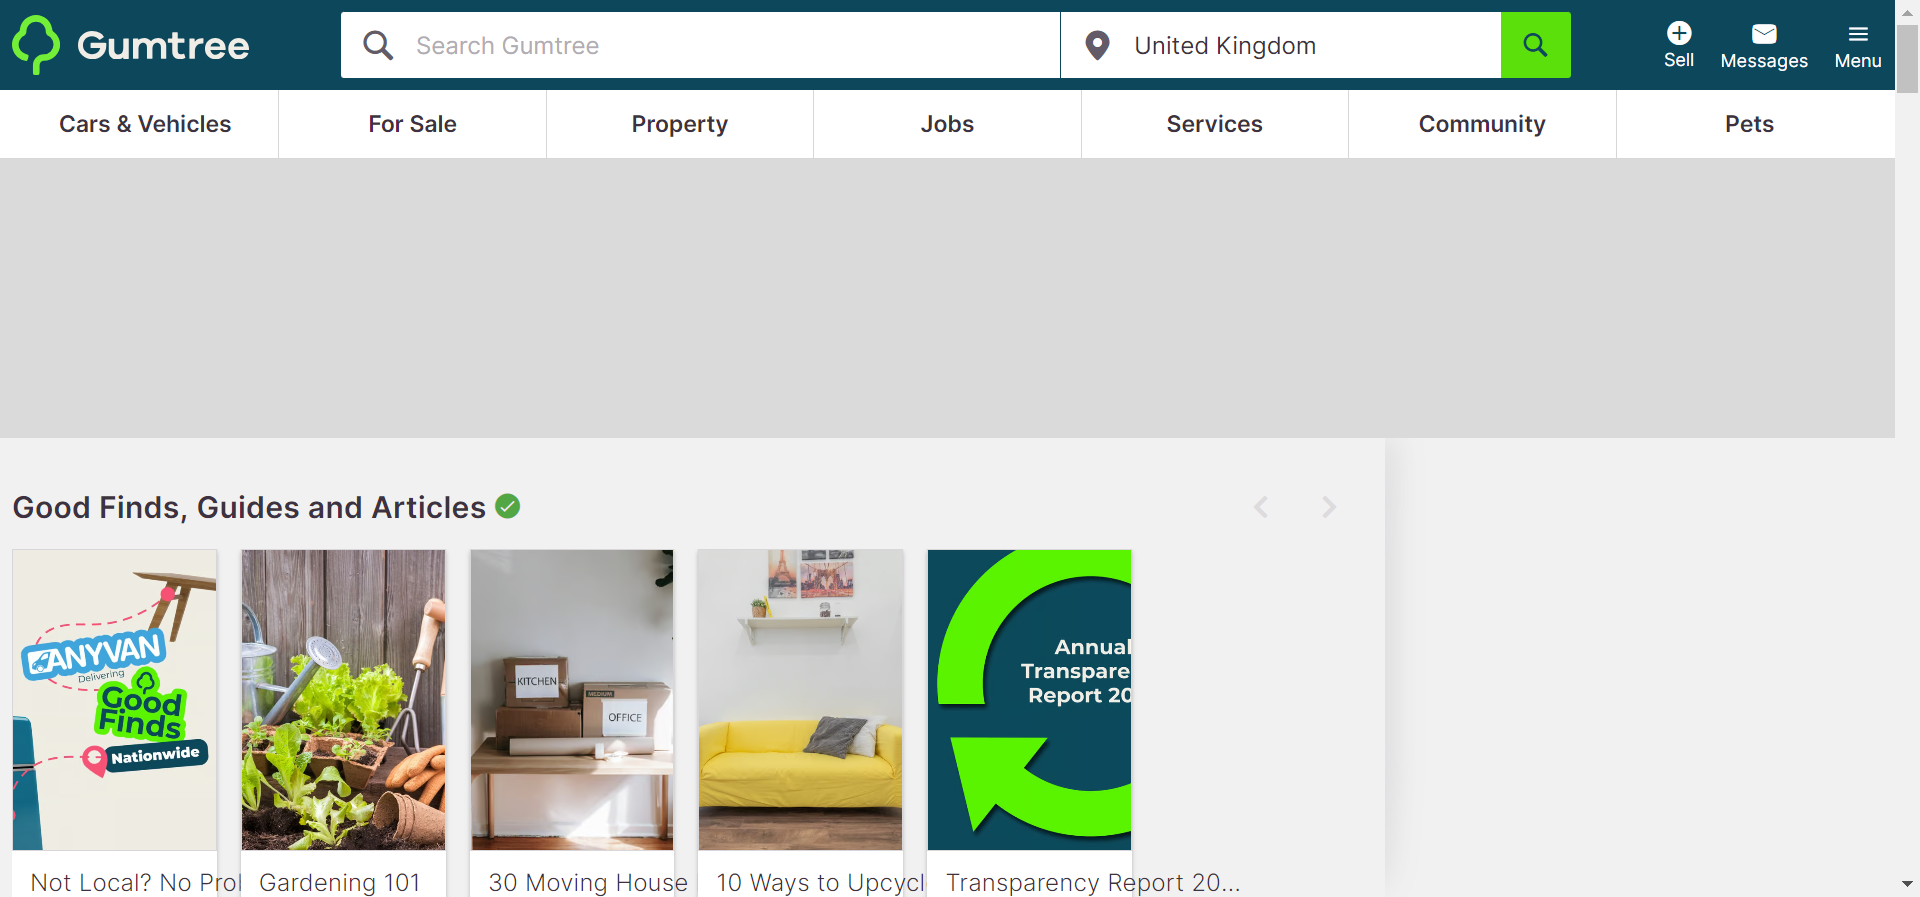 Gumtree
Search Gumtree
United Kingdom
Sell
Messages
Menu
Cars & Vehicles
For Sale
Property
Jobs
Services
Community
Pets
Good Finds, Guides and Articles
ANYVAN
Delivering
Good
Finds
Nationwide
KITCHEN
MEDIUM
OFFICE
Annual
Transpare
Report 20
Not Local? No Prol
Gardening 101
30 Moving House
10 Ways to Upcycl
Transparency Report 20...